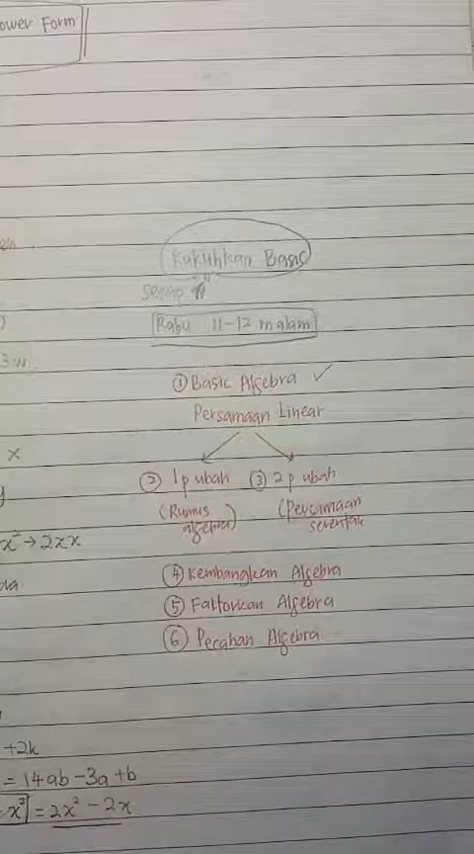 ower Form
Kukuhkan Basic
setiap
Rabu 11-12 malam
① Basic Algebra ✓
Persamaan Linear
x
② 1 p ubah ③ 2 p ubah
(Rumus algebra) (Persamaan serentak
x² → 2xx
④ Kembangkan Algebra
⑤ Faktorkan Algebra
⑥ Pecahan Algebra
+2k
= 14ab - 3a + b
x²] = 2x² - 2x